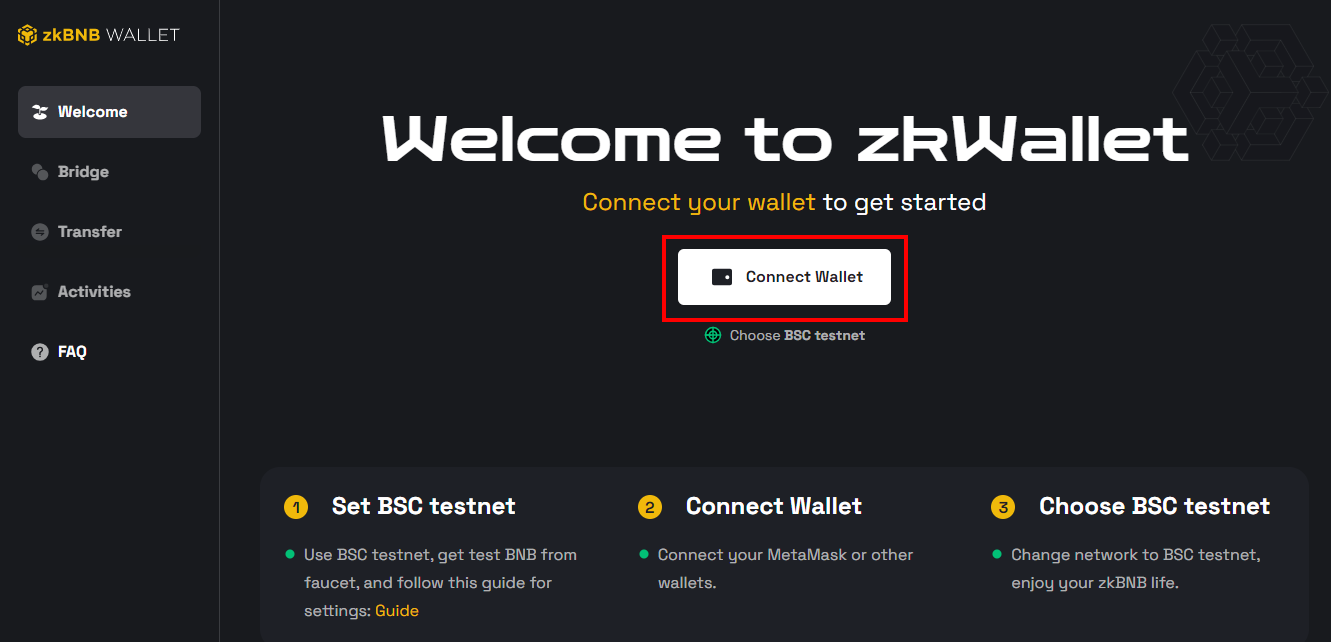 zkBNB WALLET
Welcome
Bridge
Transfer
Activities
FAQ
Welcome to zkWallet
Connect your wallet to get started
Connect Wallet
Choose BSC testnet
1 Set BSC testnet
Use BSC testnet, get test BNB from
faucet, and follow this guide for
settings: Guide
2 Connect Wallet
Connect your MetaMask or other
wallets.
3 Choose BSC testnet
Change network to BSC testnet,
enjoy your zkBNB life.